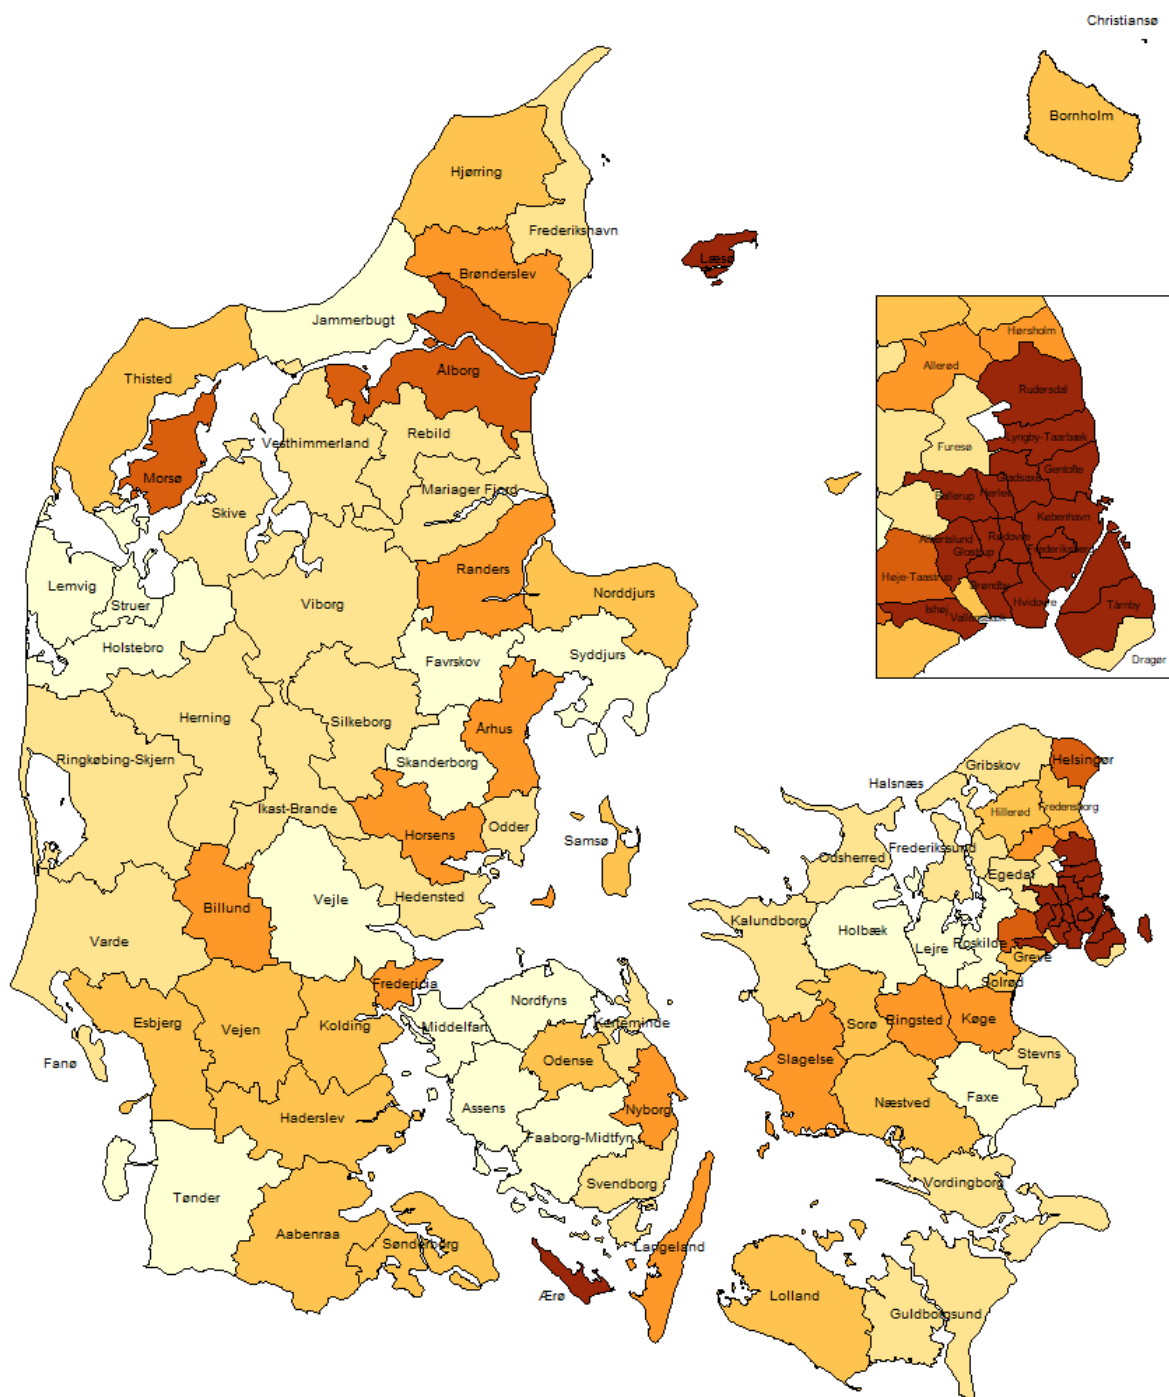 Christiansø
Bornholm
Hjørring
Frederikshavn
Brønderslev
Læsø
Jammerbugt
Ålborg
Thisted
Vesthimmerland
Rebild
Morsø
Mariager Fjord
Skive
Randers
Lemvig
Struer
Viborg
Norddjurs
Holstebro
Favrskov
Syddjurs
Herning
Silkeborg
Århus
Ringkøbing-Skjern
Skanderborg
Ikast-Brande
Horsens
Odder
Samsø
Hedensted
Vejle
Billund
Varde
Fredericia
Esbjerg
Vejen
Kolding
Fanø
Haderslev
Tønder
Aabenraa
Sønderborg
Nordfyns
Middelfart
Kerteminde
Odense
Assens
Nyborg
Faaborg-Midtfyn
Svendborg
Langeland
Ærø
Hørsholm
Allerød
Rudersdal
Lyngby-Taarbæk
Furesø
Gentofte
Gladsaxe
Ballerup
Herlev
København
Albertslund
Rødovre
Glostrup
Frederiksberg
Høje-Taastrup
Brøndby
Ishøj
Hvidovre
Vallensbæk
Tårnby
Dragør
Helsingør
Gribskov
Halsnæs
Hillerød
Fredensborg
Frederikssund
Odsherred
Egedal
Kalundborg
Holbæk
Lejre
Roskilde
Greve
Solrød
Sorø
Ringsted
Køge
Slagelse
Stevns
Næstved
Faxe
Vordingborg
Lolland
Guldborgsund